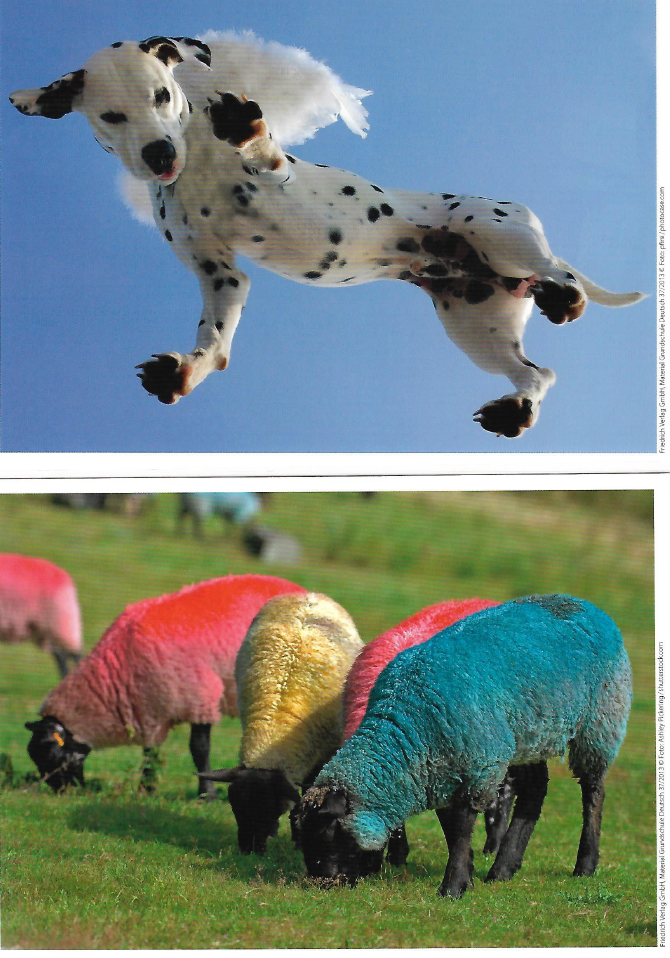 Friedrich Verlag GmbH, Material Grundschule Deutsch 37/2013 © Foto: pfire / photocase.com
Friedrich Verlag GmbH, Material Grundschule Deutsch 37/2013 © Foto: Ashley Pickering / shutterstock.com